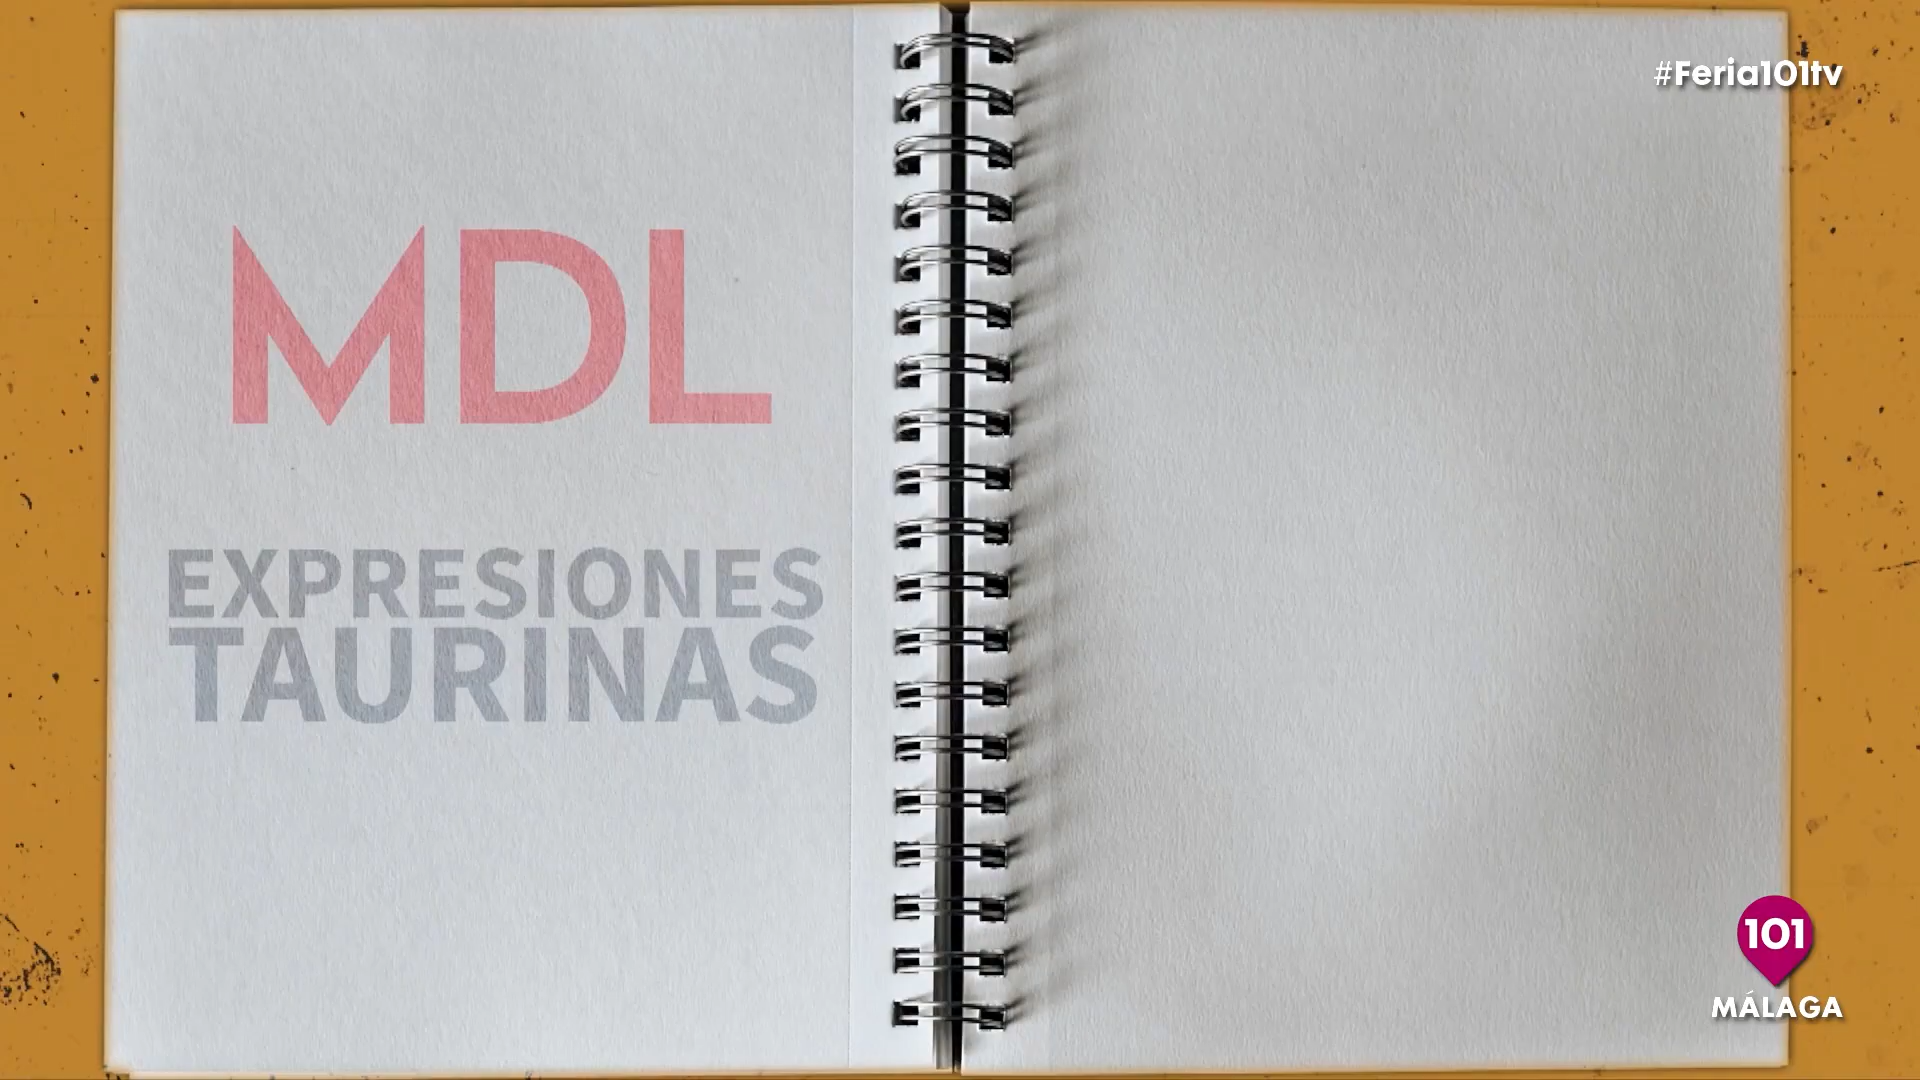 #Feria101tv
MDL
EXPRESIONES
TAURINAS
101
MÁLAGA